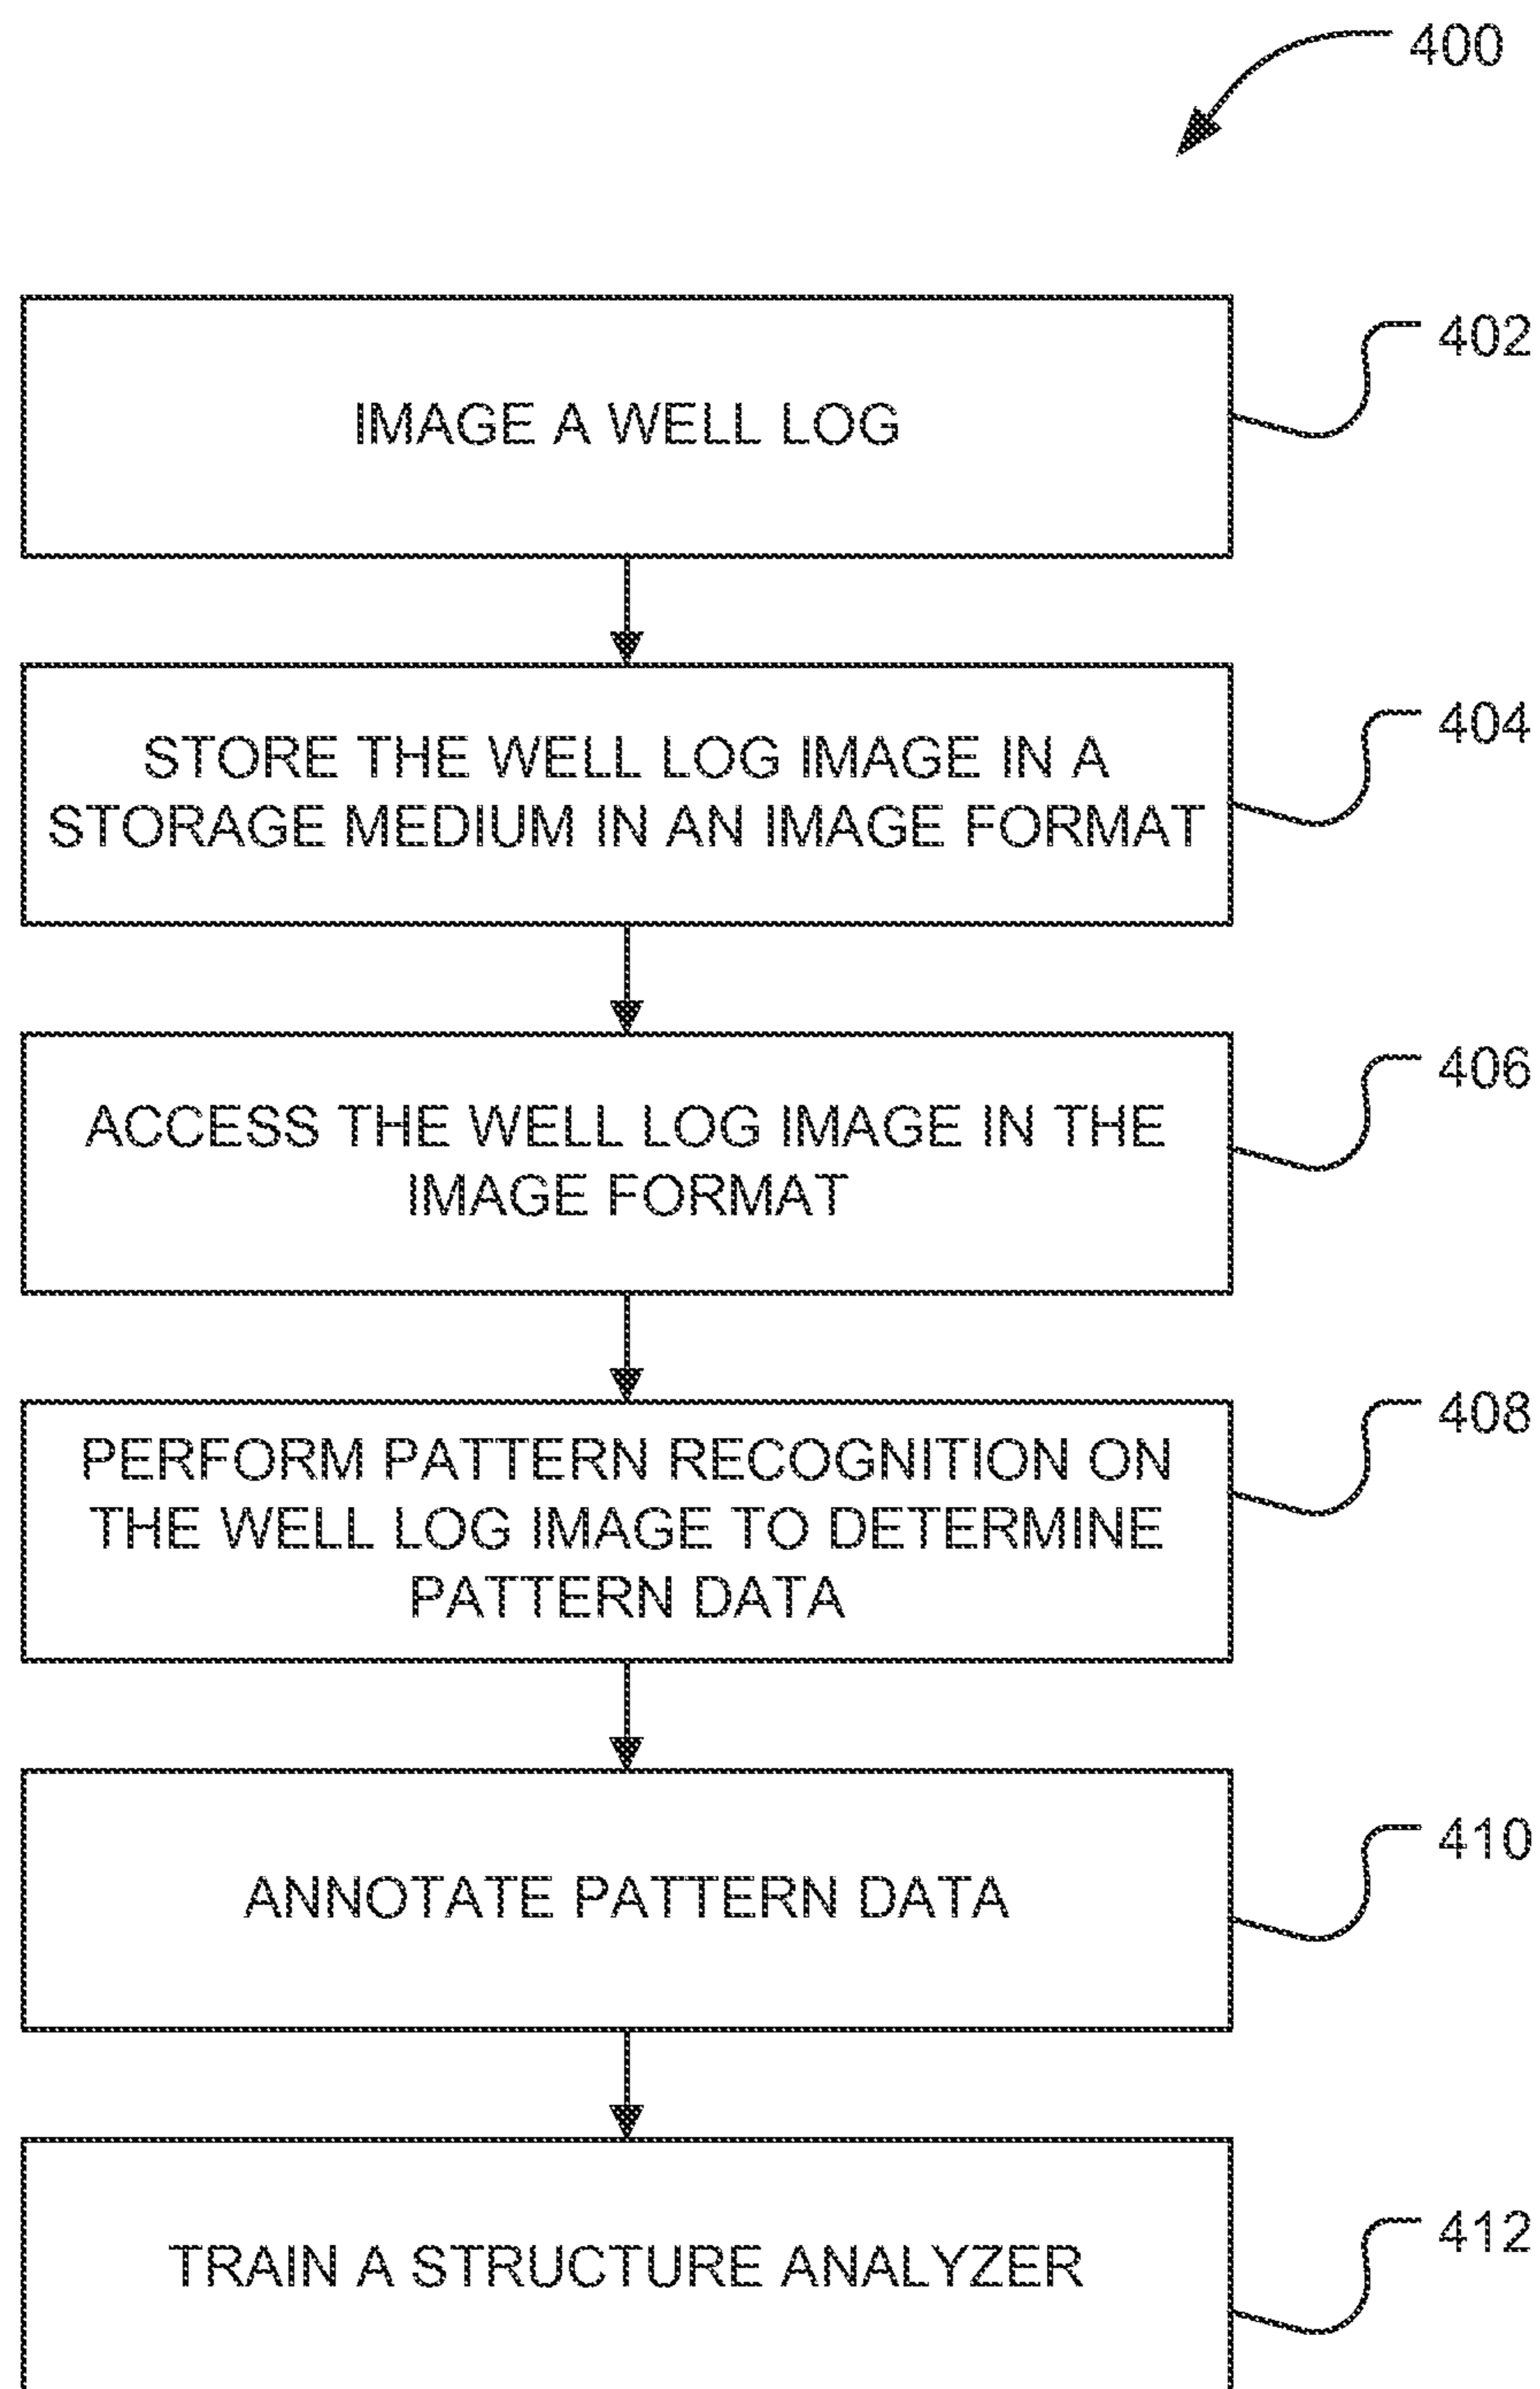 400
IMAGE A WELL LOG
402
STORE THE WELL LOG IMAGE IN A
STORAGE MEDIUM IN AN IMAGE FORMAT
404
ACCESS THE WELL LOG IMAGE IN THE
IMAGE FORMAT
406
PERFORM PATTERN RECOGNITION ON
THE WELL LOG IMAGE TO DETERMINE
PATTERN DATA
408
ANNOTATE PATTERN DATA
410
TRAIN A STRUCTURE ANALYZER
412